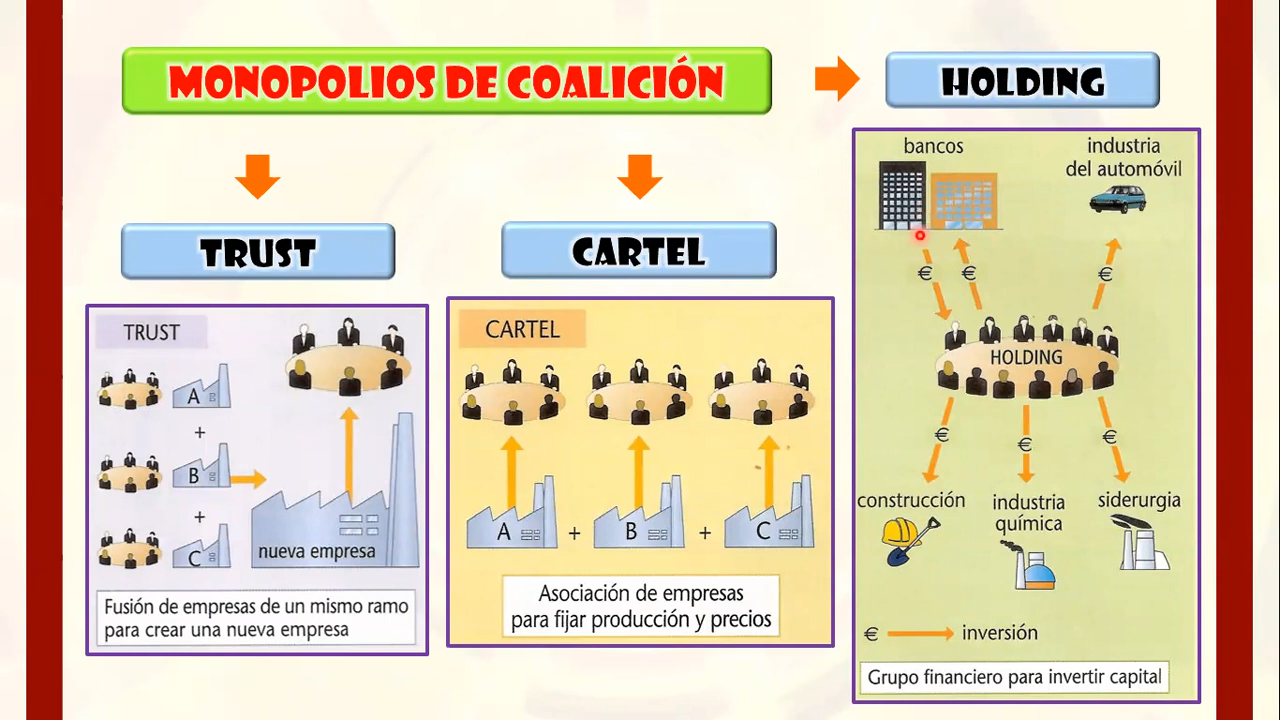 MONOPOLIOS DE COALICIÓN
HOLDING
TRUST
CARTEL
TRUST
A
+
B
+
C
nueva empresa
Fusión de empresas de un mismo ramo
para crear una nueva empresa
CARTEL
A + B + C
Asociación de empresas
para fijar producción y precios
bancos
industria
del automóvil
€ € €
HOLDING
€ € €
construcción
industria
química
siderurgia
€ inversión
Grupo financiero para invertir capital